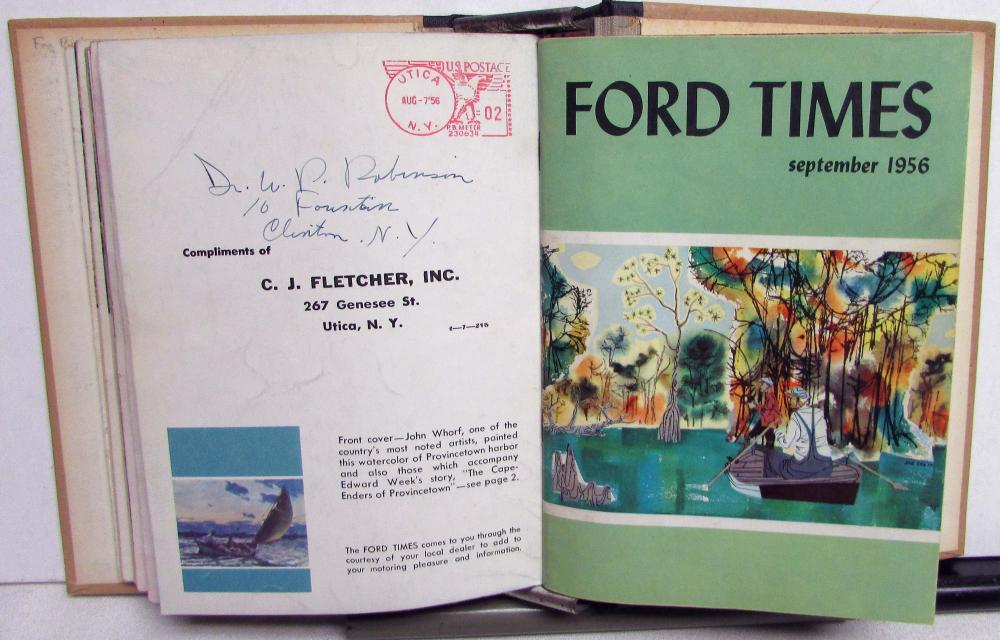 U.S. POSTAGE
UTICA
AUG-7'56
N.Y.
02
P.B. METER
230634
Dr. W. P. Robinson
10 Fountin
Clinton, N.Y.
Compliments of
C. J. FLETCHER, INC.
267 Genesee St.
Utica, N. Y.
Front cover—John Whorf, one of the
country's most noted artists, painted
this watercolor of Provincetown harbor
and also those which accompany
Edward Week's story, "The Cape-
Enders of Provincetown"—see page 2.
The FORD TIMES comes to you through the
courtesy of your local dealer to add to
your motoring pleasure and information.
FORD TIMES
september 1956